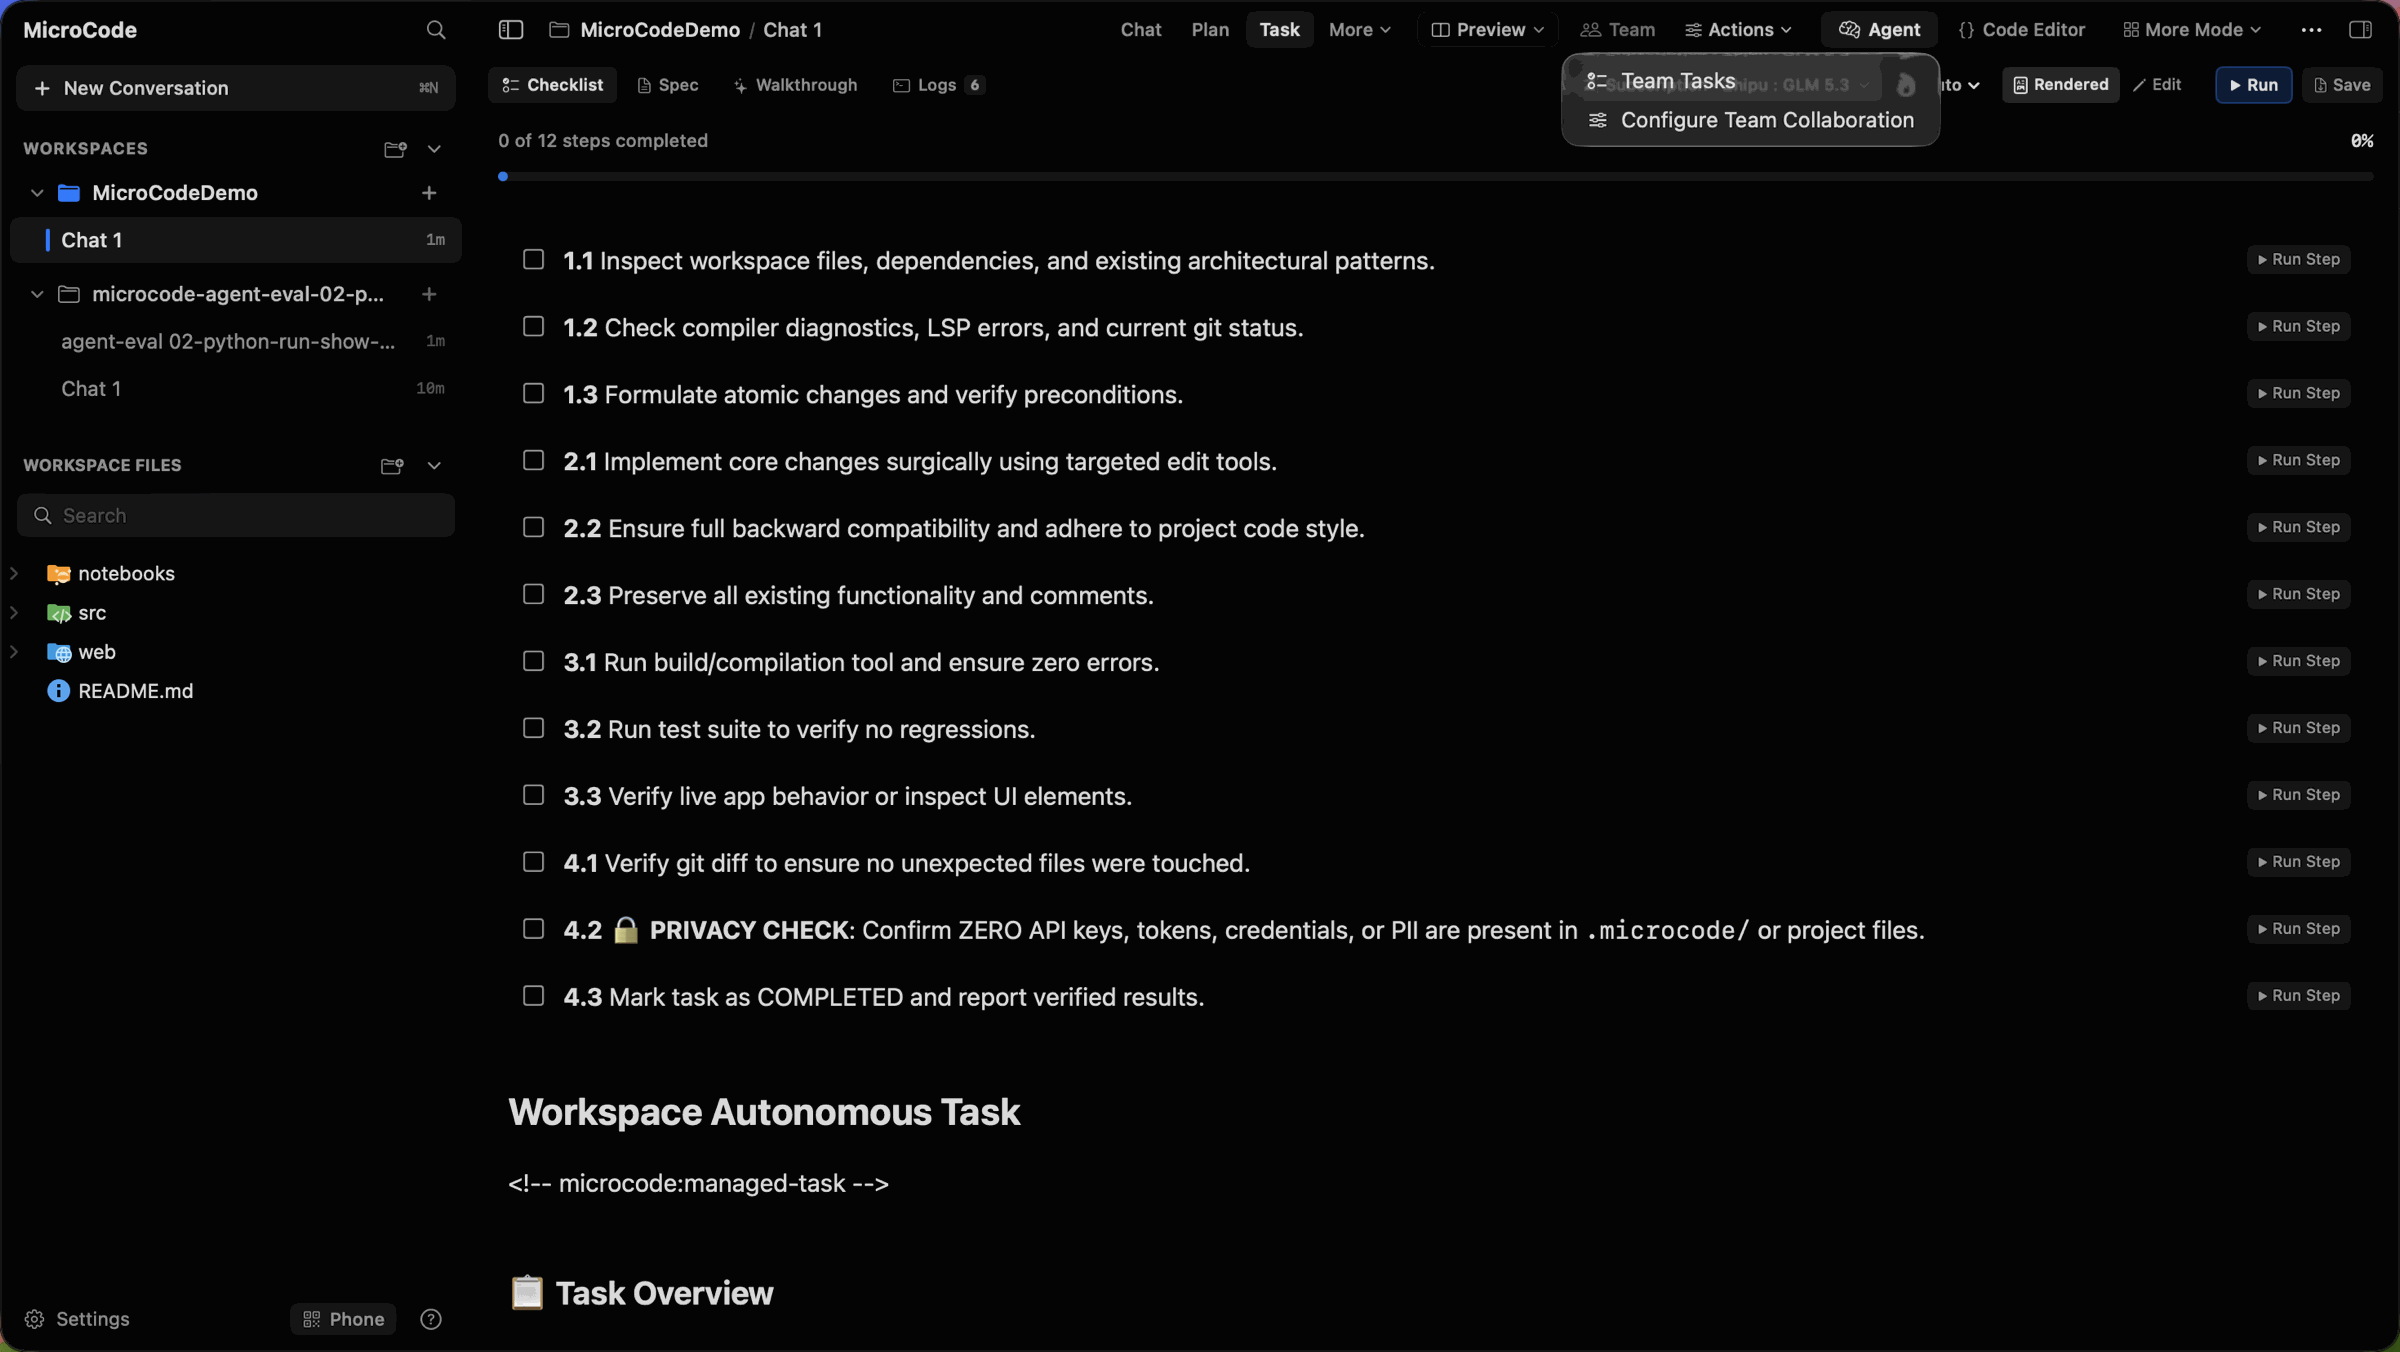 MicroCode
New Conversation ⌘N
WORKSPACES
MicroCodeDemo
Chat 1 1m
microcode-agent-eval-02-p...
agent-eval 02-python-run-show-... 1m
Chat 1 10m
WORKSPACE FILES
Search
notebooks
src
web
README.md
Settings
Phone
MicroCodeDemo / Chat 1
Chat Plan Task More Preview Team Actions Agent {} Code Editor More Mode
Checklist Spec Walkthrough Logs 6
Team Tasks
Configure Team Collaboration
: GLM 5.3
Rendered Edit Run Save
0 of 12 steps completed 0%
1.1 Inspect workspace files, dependencies, and existing architectural patterns. Run Step
1.2 Check compiler diagnostics, LSP errors, and current git status. Run Step
1.3 Formulate atomic changes and verify preconditions. Run Step
2.1 Implement core changes surgically using targeted edit tools. Run Step
2.2 Ensure full backward compatibility and adhere to project code style. Run Step
2.3 Preserve all existing functionality and comments. Run Step
3.1 Run build/compilation tool and ensure zero errors. Run Step
3.2 Run test suite to verify no regressions. Run Step
3.3 Verify live app behavior or inspect UI elements. Run Step
4.1 Verify git diff to ensure no unexpected files were touched. Run Step
4.2 🔒 PRIVACY CHECK: Confirm ZERO API keys, tokens, credentials, or PII are present in .microcode/ or project files. Run Step
4.3 Mark task as COMPLETED and report verified results. Run Step
Workspace Autonomous Task
<!-- microcode:managed-task -->
📋 Task Overview